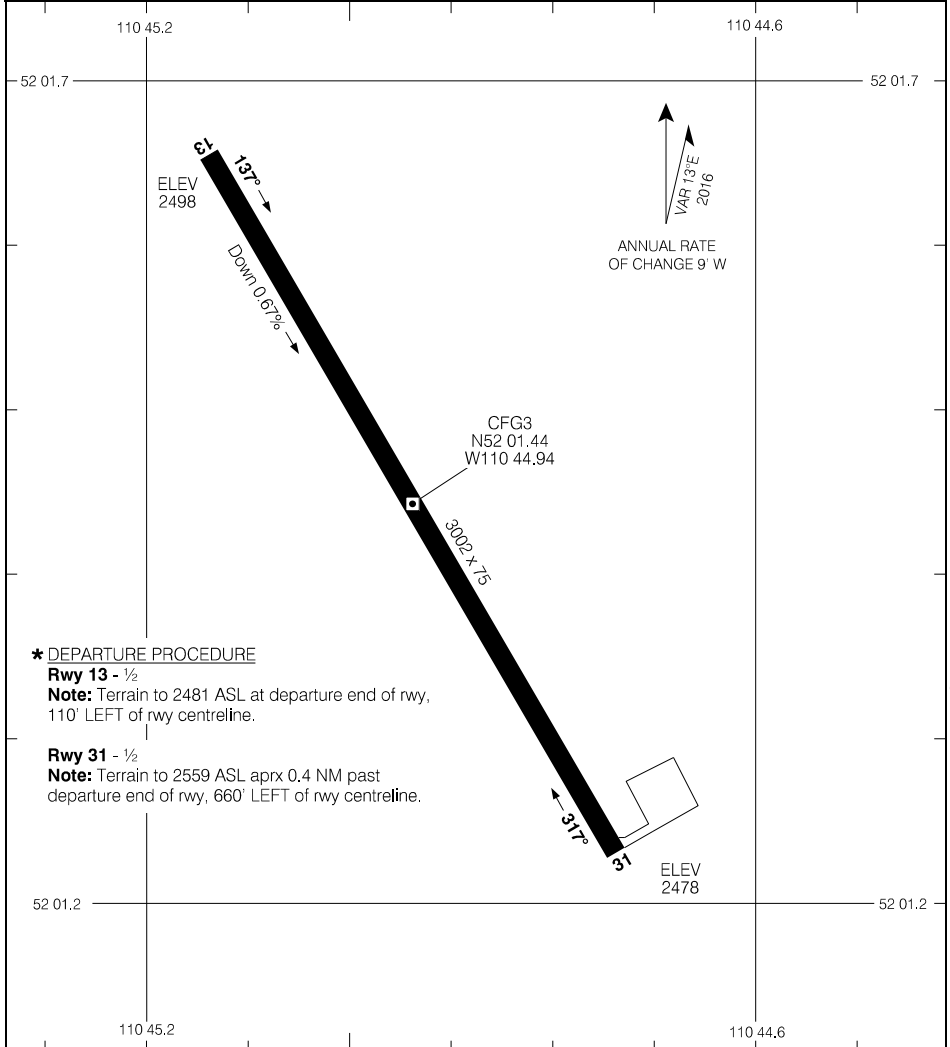 110 45.2
110 44.6
52 01.7
52 01.7
13
137°
ELEV
2498
VAR 13°E
2016
ANNUAL RATE
OF CHANGE 9' W
Down 0.67%
CFG3
N52 01.44
W110 44.94
3002 x 75
* DEPARTURE PROCEDURE
Rwy 13 - ½
Note: Terrain to 2481 ASL at departure end of rwy,
110' LEFT of rwy centreline.
Rwy 31 - ½
Note: Terrain to 2559 ASL aprx 0.4 NM past
departure end of rwy, 660' LEFT of rwy centreline.
317°
31
ELEV
2478
52 01.2
52 01.2
110 45.2
110 44.6